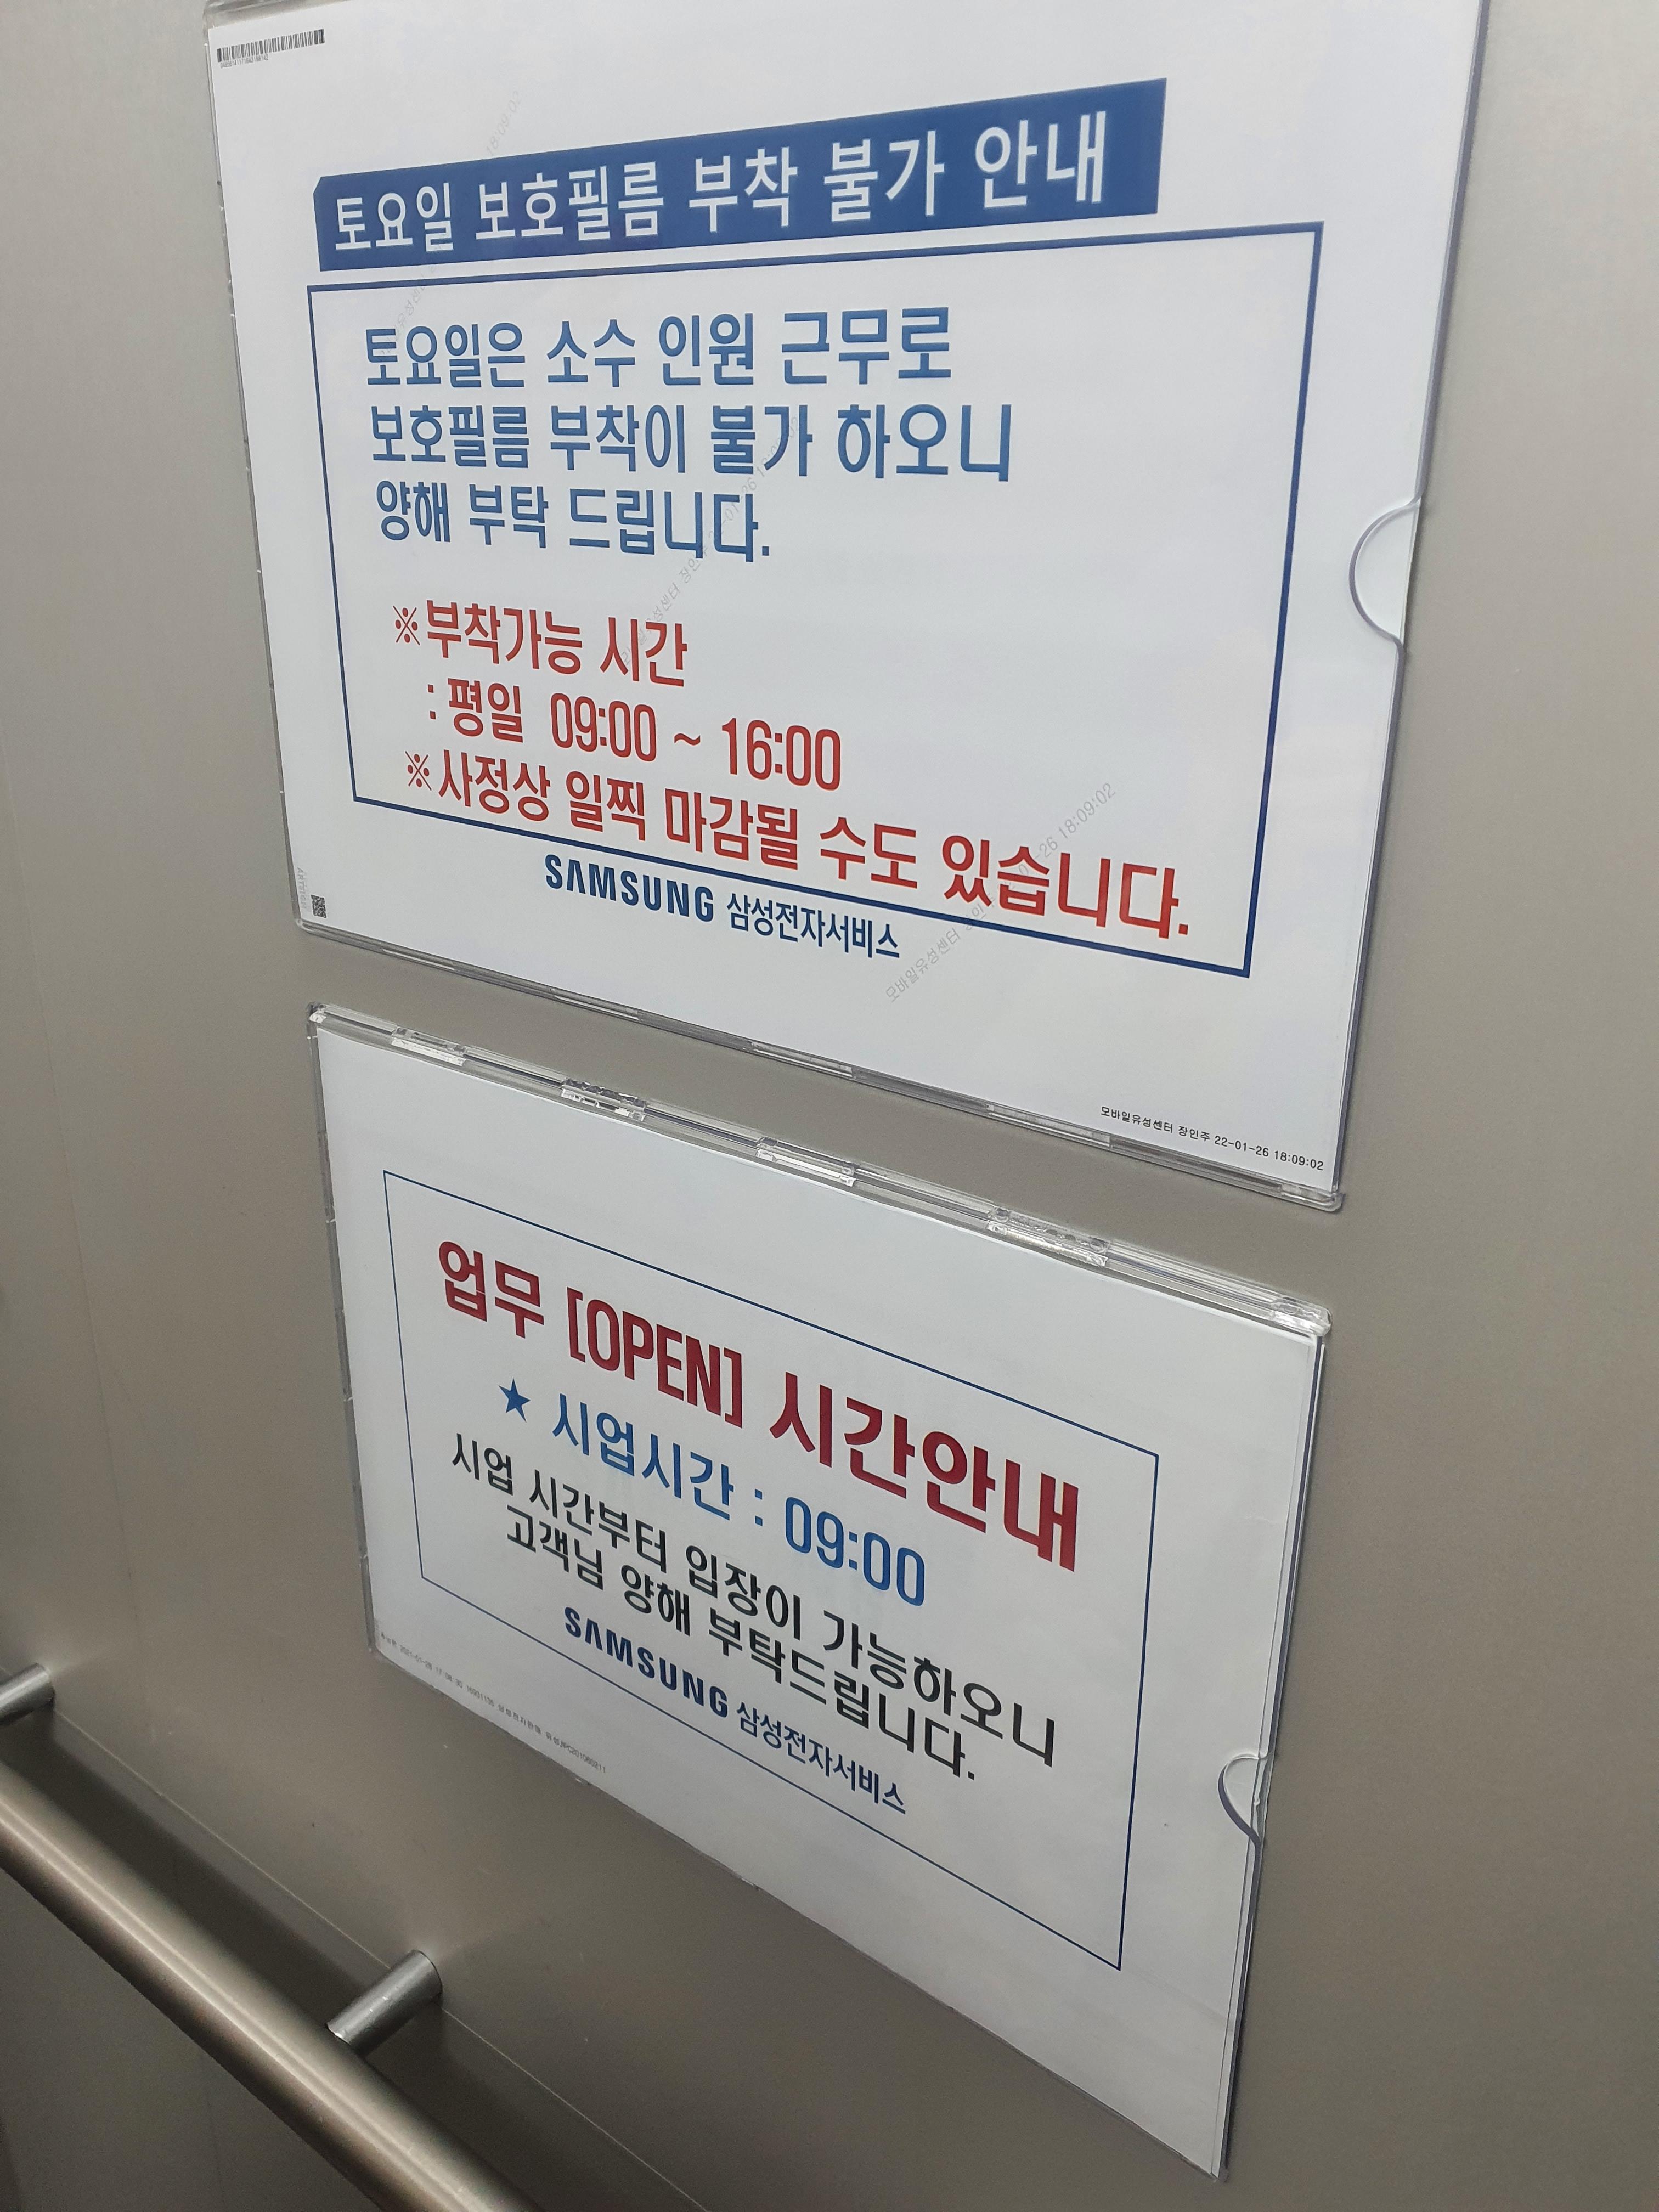 토요일 보호필름 부착 불가 안내
토요일은 소수 인원 근무로
보호필름 부착이 불가 하오니
양해 부탁 드립니다.
※부착가능 시간
: 평일 09:00 ~ 16:00
※사정상 일찍 마감될 수도 있습니다.
SAMSUNG 삼성전자서비스
모바일유성센터 장인주 22-01-26 18:09:02
업무 [OPEN] 시간안내
★ 시업시간 : 09:00
시업 시간부터 입장이 가능하오니
고객님 양해 부탁드립니다.
SAMSUNG 삼성전자서비스